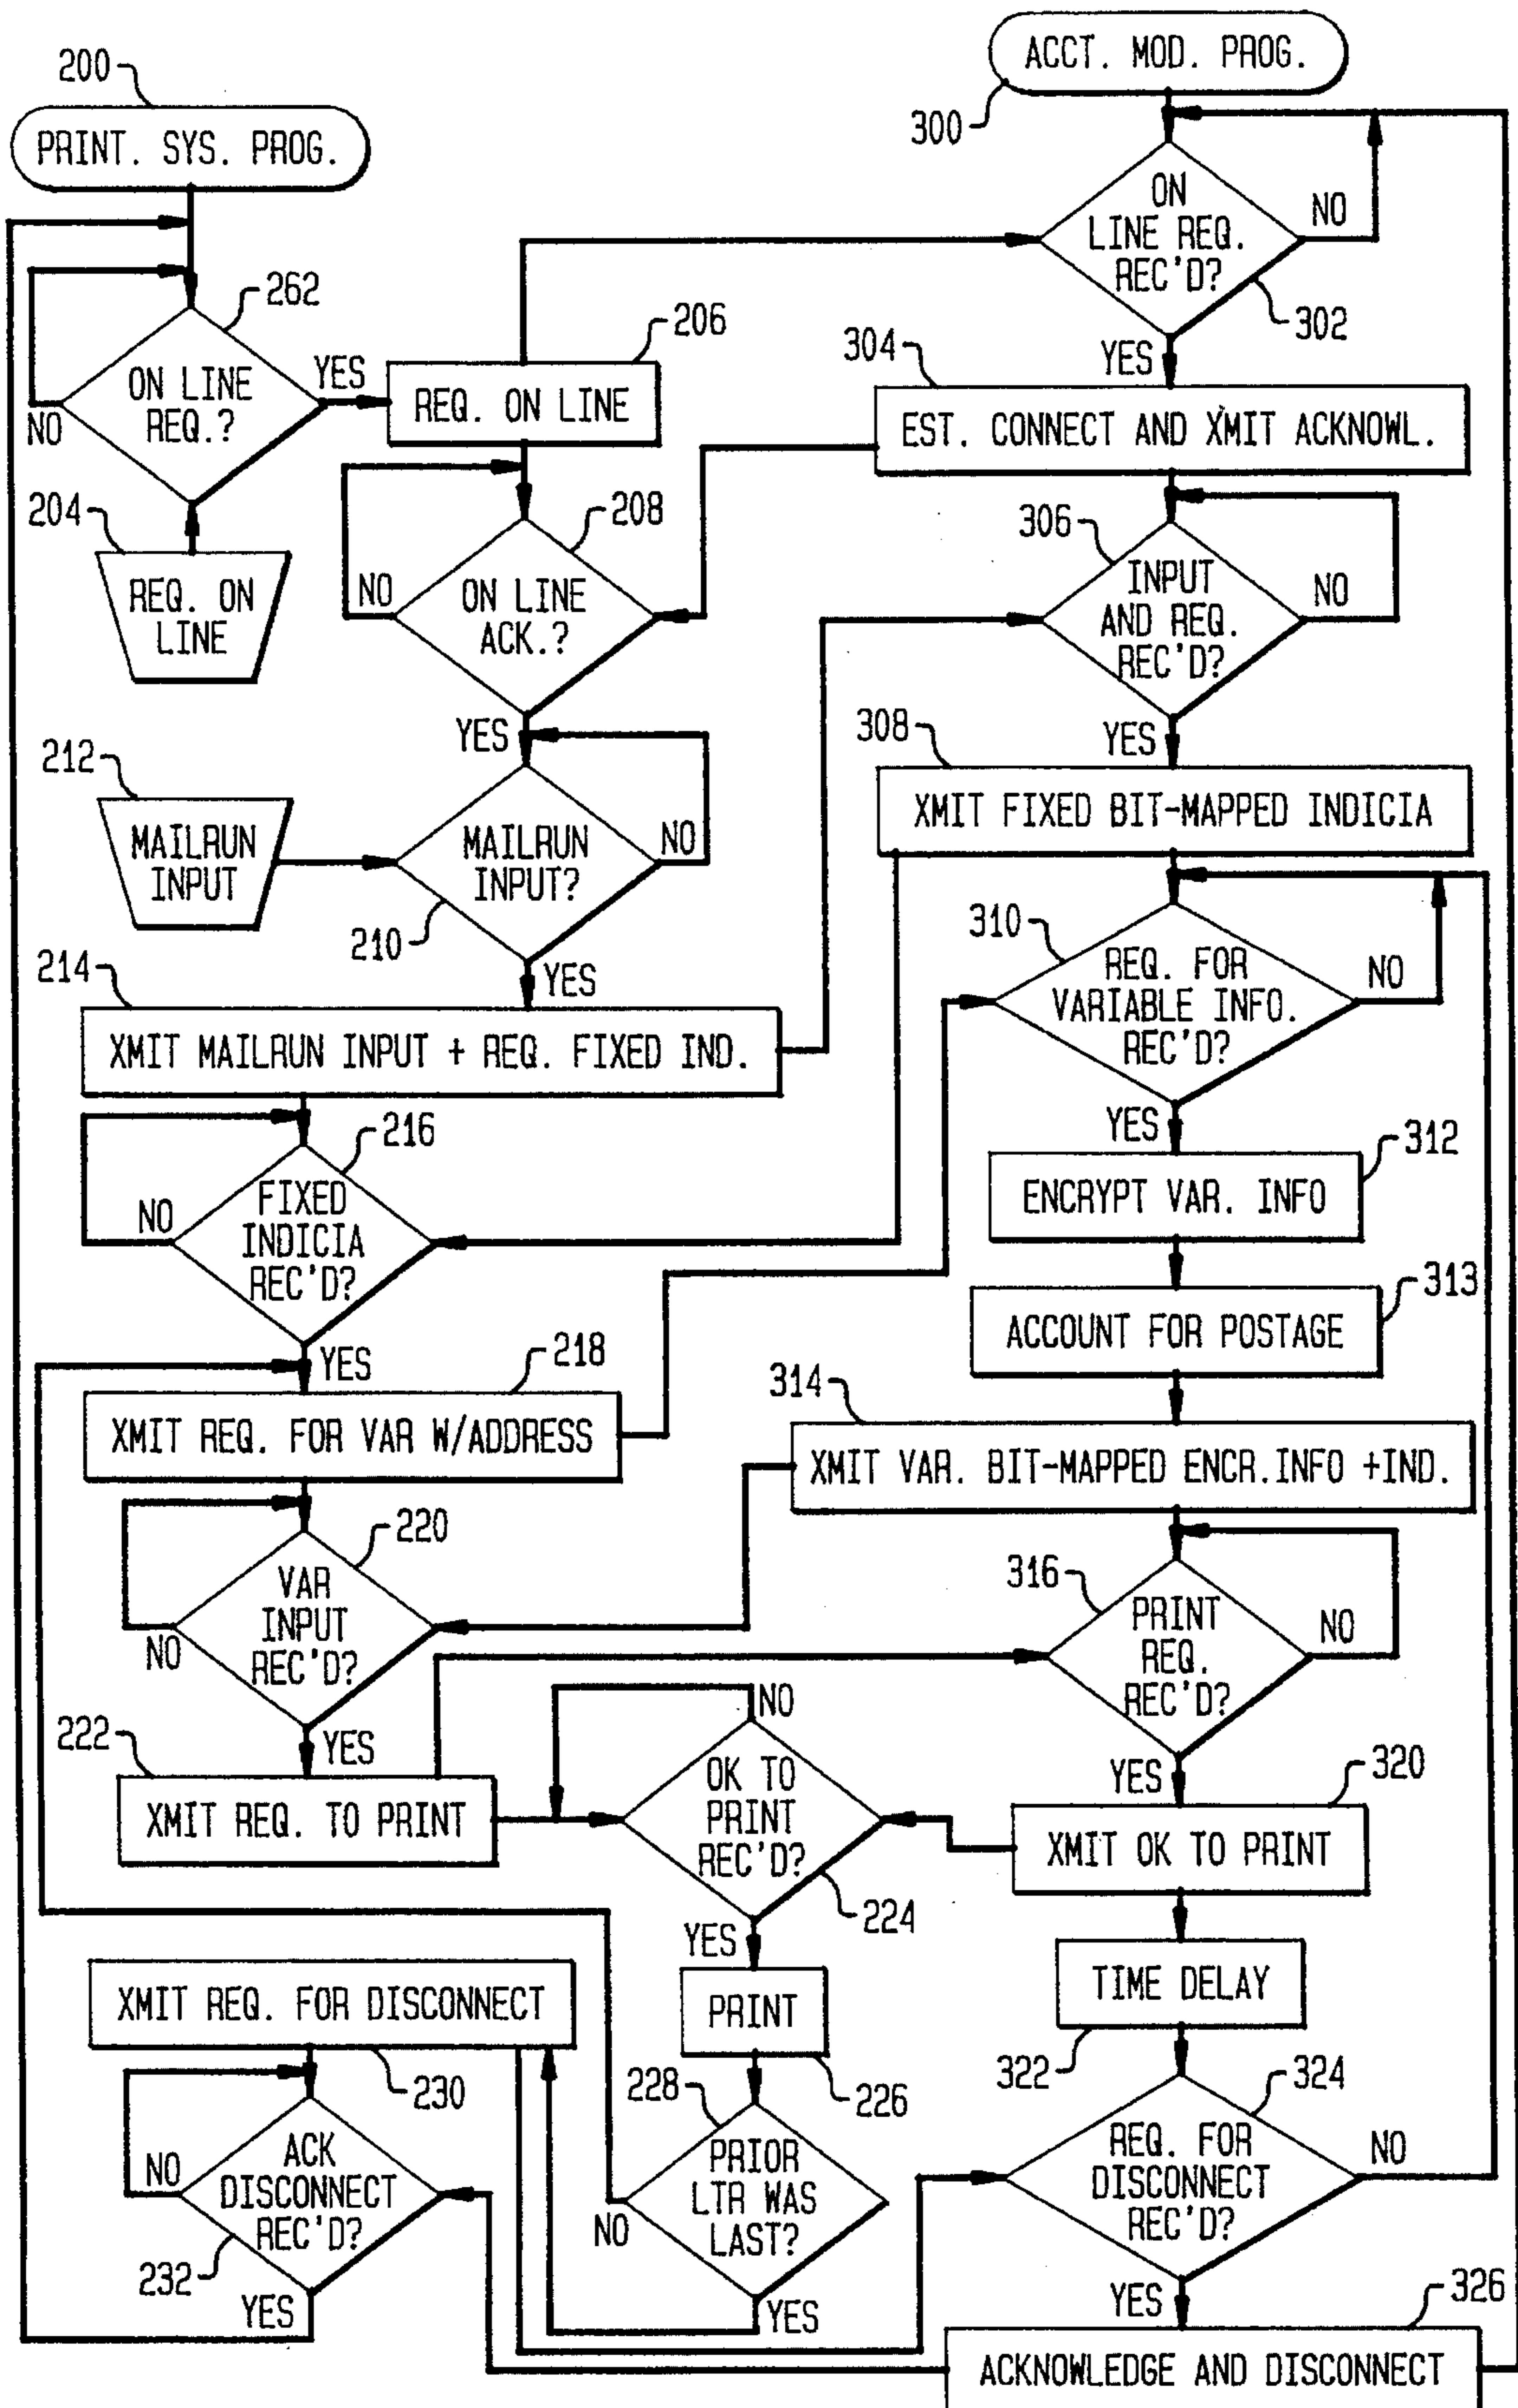 200
PRINT. SYS. PROG.
262
ON LINE
REQ.?
YES
NO
204
REQ. ON
LINE
206
REQ. ON LINE
208
ON LINE
ACK.?
NO
YES
212
MAILRUN
INPUT
MAILRUN
INPUT?
NO
210
YES
214
XMIT MAILRUN INPUT + REQ. FIXED IND.
216
FIXED
INDICIA
REC'D?
NO
YES
218
XMIT REQ. FOR VAR W/ADDRESS
220
VAR
INPUT
REC'D?
NO
YES
222
XMIT REQ. TO PRINT
NO
OK TO
PRINT
REC'D?
224
YES
PRINT
226
228
PRIOR
LTR WAS
LAST?
NO
YES
XMIT REQ. FOR DISCONNECT
230
ACK
DISCONNECT
REC'D?
NO
232
YES
ACCT. MOD. PROG.
300
ON
LINE REQ.
REC'D?
NO
302
YES
304
EST. CONNECT AND XMIT ACKNOWL.
306
INPUT
AND REQ.
REC'D?
NO
YES
308
XMIT FIXED BIT-MAPPED INDICIA
310
REQ. FOR
VARIABLE INFO.
REC'D?
NO
YES
312
ENCRYPT VAR. INFO
313
ACCOUNT FOR POSTAGE
314
XMIT VAR. BIT-MAPPED ENCR.INFO +IND.
316
PRINT
REQ.
REC'D?
NO
YES
320
XMIT OK TO PRINT
TIME DELAY
322
324
REQ. FOR
DISCONNECT
REC'D?
NO
YES
326
ACKNOWLEDGE AND DISCONNECT